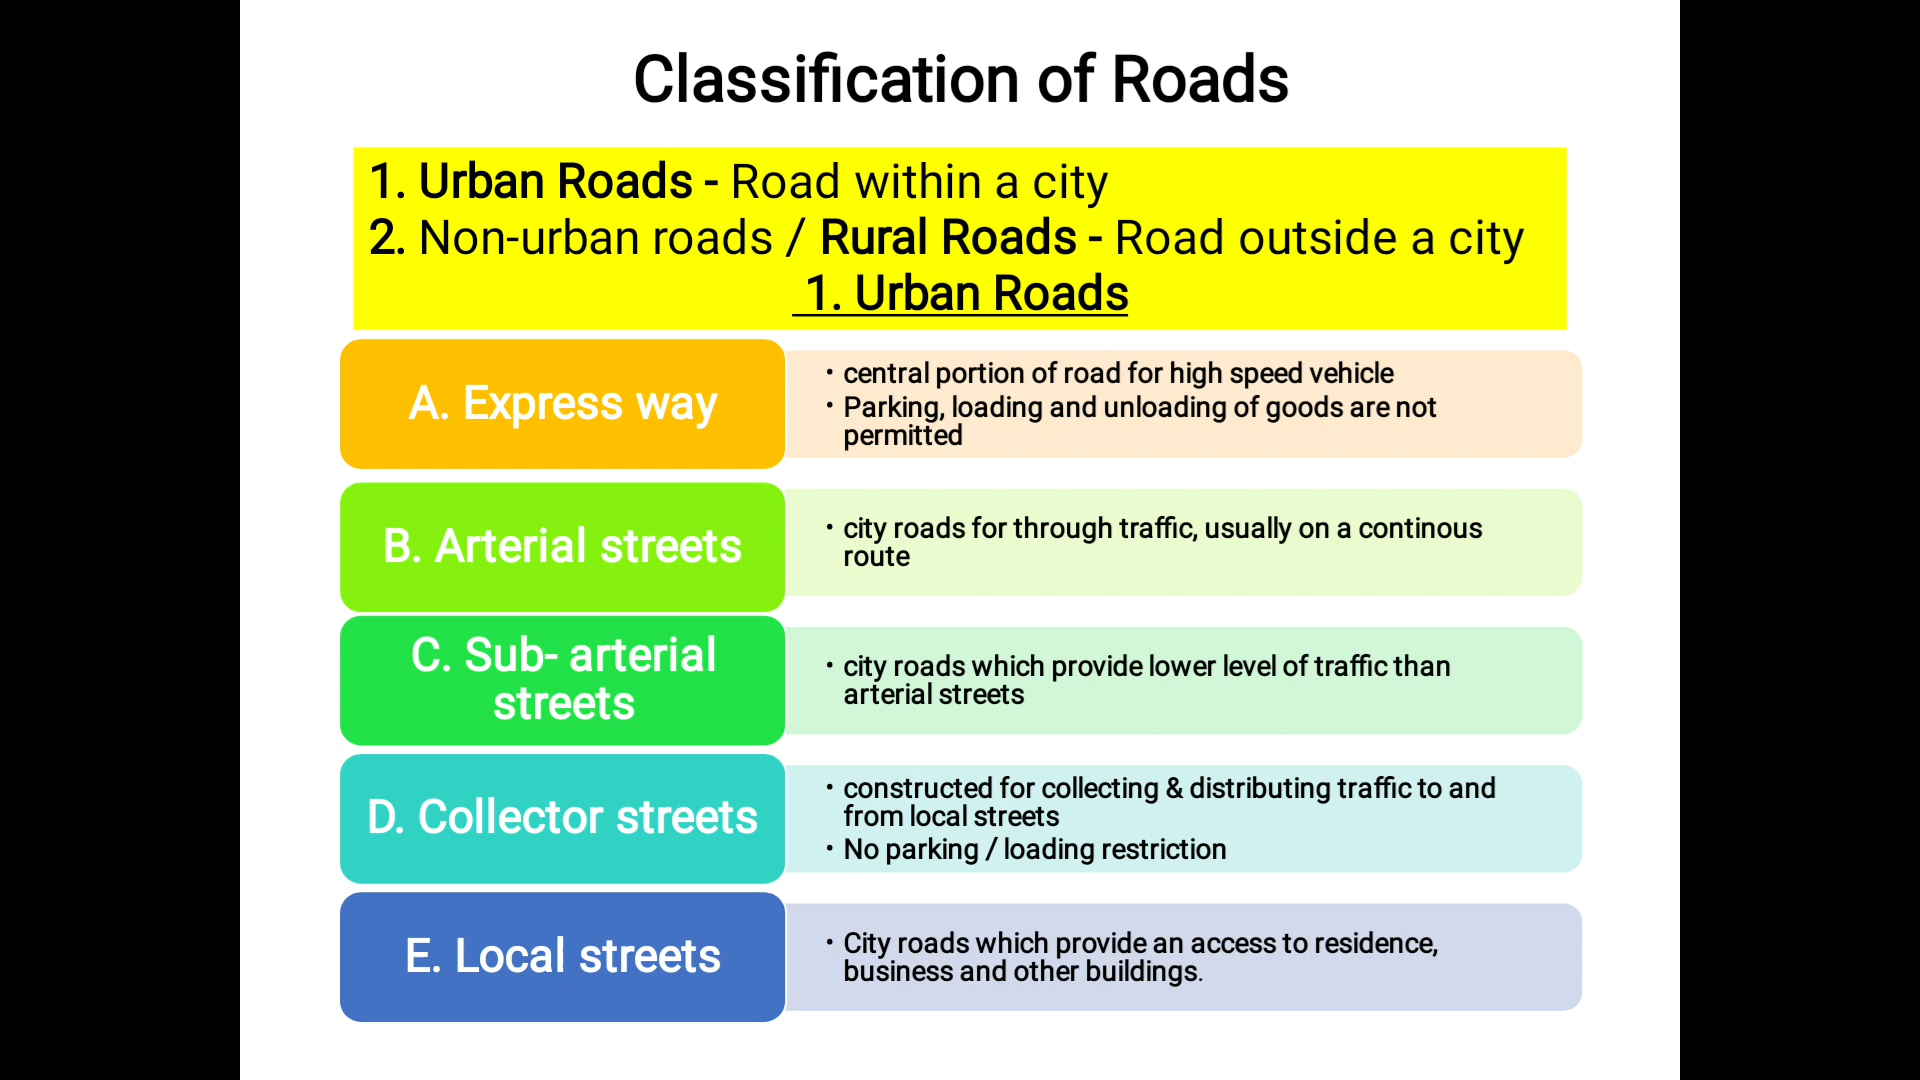 Classification of Roads
1. Urban Roads - Road within a city
2. Non-urban roads / Rural Roads - Road outside a city
1. Urban Roads
A. Express way
• central portion of road for high speed vehicle
• Parking, loading and unloading of goods are not
permitted
B. Arterial streets
• city roads for through traffic, usually on a continous
route
C. Sub- arterial
streets
• city roads which provide lower level of traffic than
arterial streets
D. Collector streets
• constructed for collecting & distributing traffic to and
from local streets
• No parking / loading restriction
E. Local streets
• City roads which provide an access to residence,
business and other buildings.